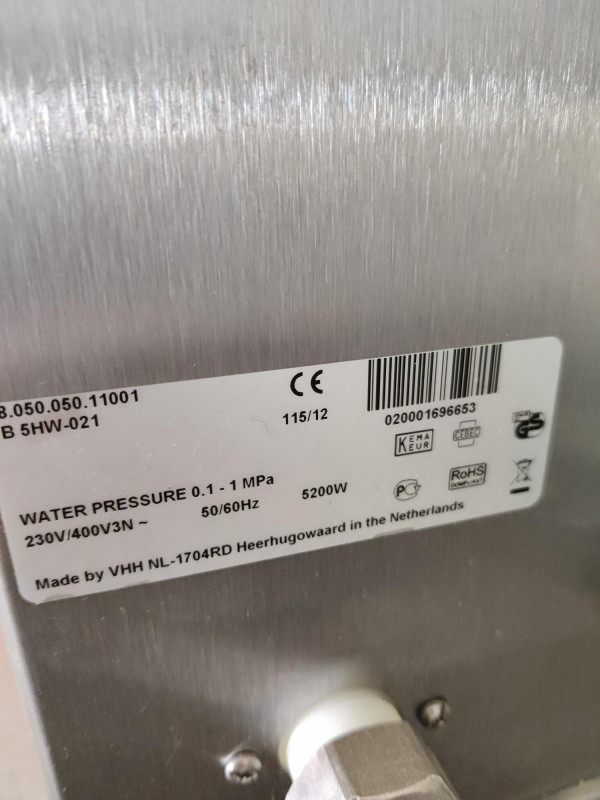 8.050.050.11001
B 5HW-021
CE
115/12
020001696653
KEMA
KEUR
CEBEC
GS
WATER PRESSURE 0.1 - 1 MPa
230V/400V3N ~ 50/60Hz 5200W
RoHS
COMPLIANT
Made by VHH NL-1704RD Heerhugowaard in the Netherlands